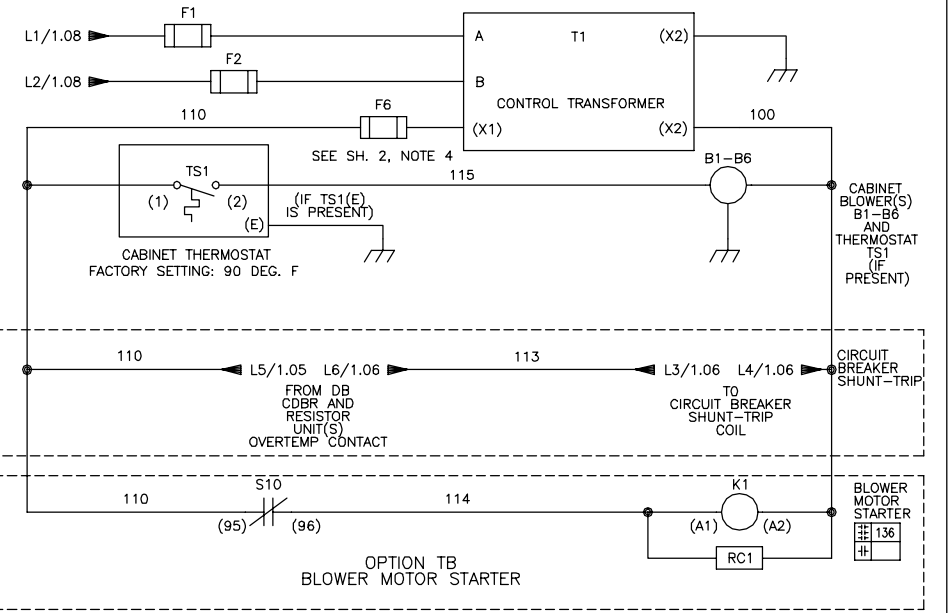 F1
L1/1.08
A
T1
(X2)
F2
L2/1.08
B
CONTROL TRANSFORMER
110
F6
(X1)
(X2)
100
SEE SH. 2, NOTE 4
B1-B6
TS1
115
(1)
(2)
(IF TS1(E)
IS PRESENT)
(E)
CABINET THERMOSTAT
FACTORY SETTING: 90 DEG. F
CABINET
BLOWER(S)
B1-B6
AND
THERMOSTAT
TS1
(IF
PRESENT)
110
L5/1.05
L6/1.06
113
L3/1.06
L4/1.06
CIRCUIT
BREAKER
SHUNT-TRIP
FROM DB
CDBR AND
RESISTOR
UNIT(S)
OVERTEMP CONTACT
TO
CIRCUIT BREAKER
SHUNT-TRIP
COIL
110
S10
(95)
(96)
114
K1
(A1)
(A2)
RC1
BLOWER
MOTOR
STARTER
136
OPTION TB
BLOWER MOTOR STARTER